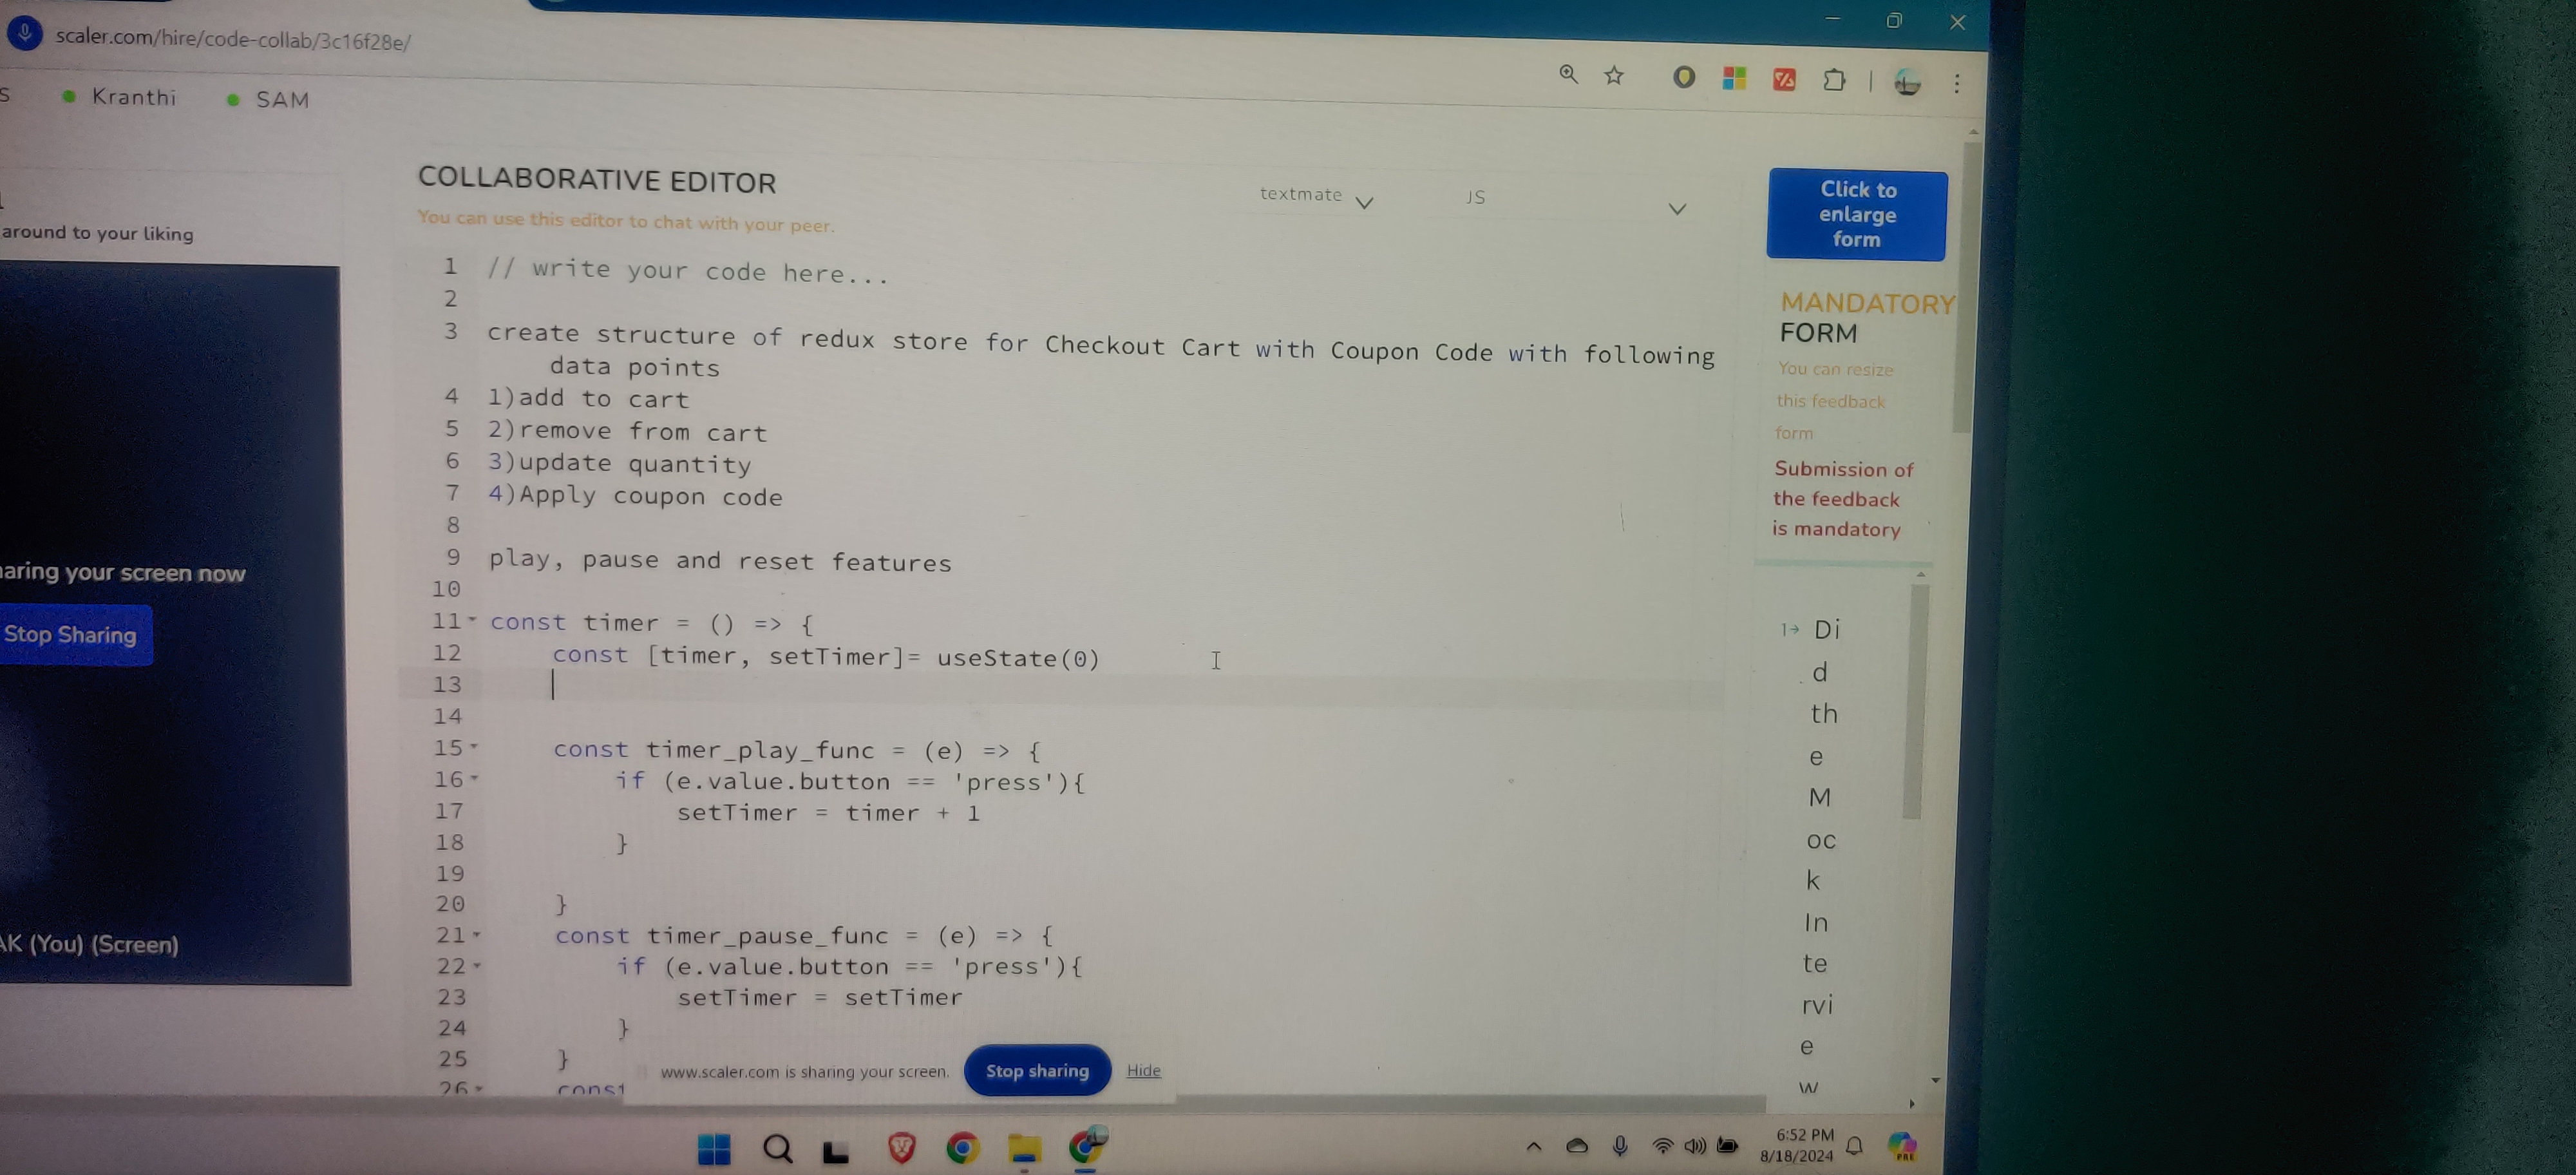 scaler.com/hire/code-collab/3c16f28e/
S Kranthi SAM
COLLABORATIVE EDITOR
You can use this editor to chat with your peer.
textmate
JS
Click to
enlarge
form
around to your liking
MANDATORY
FORM
You can resize
this feedback
form
Submission of
the feedback
is mandatory
1 // write your code here...
2
3 create structure of redux store for Checkout Cart with Coupon Code with following
data points
4 1)add to cart
5 2)remove from cart
6 3)update quantity
7 4)Apply coupon code
8
9 play, pause and reset features
10
11 const timer = () => {
12 const [timer, setTimer]= useState(0)
13
14
15 const timer_play_func = (e) => {
16 if (e.value.button == 'press'){
17 setTimer = timer + 1
18 }
19
20 }
21 const timer_pause_func = (e) => {
22 if (e.value.button == 'press'){
23 setTimer = setTimer
24 }
25 }
26 const
aring your screen now
Stop Sharing
AK (You) (Screen)
1→ Di
d
th
e
M
oc
k
In
te
rvi
e
w
www.scaler.com is sharing your screen.
Stop sharing
Hide
6:52 PM
8/18/2024
PRE